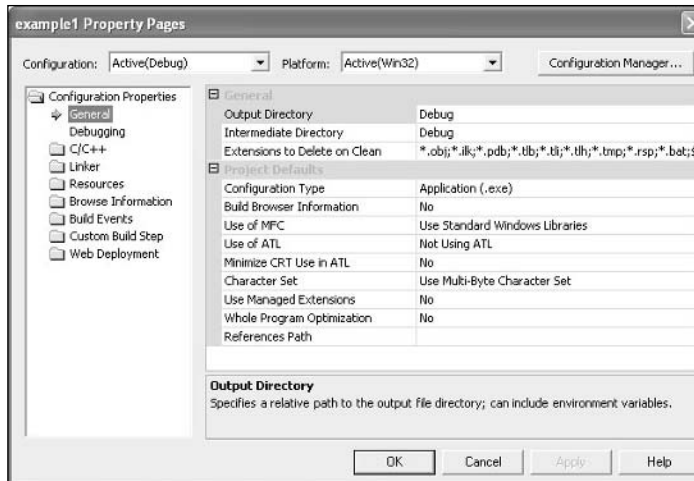 example1 Property Pages
Configuration: Active(Debug) Platform: Active(Win32) Configuration Manager...
Configuration Properties
General
Debugging
C/C++
Linker
Resources
Browse Information
Build Events
Custom Build Step
Web Deployment
General
Output Directory Debug
Intermediate Directory Debug
Extensions to Delete on Clean *.obj;*.ilk;*.pdb;*.tlb;*.tli;*.tlh;*.tmp;*.rsp;*.bat;$
Project Defaults
Configuration Type Application (.exe)
Build Browser Information No
Use of MFC Use Standard Windows Libraries
Use of ATL Not Using ATL
Minimize CRT Use in ATL No
Character Set Use Multi-Byte Character Set
Use Managed Extensions No
Whole Program Optimization No
References Path
Output Directory
Specifies a relative path to the output file directory; can include environment variables.
OK Cancel Apply Help